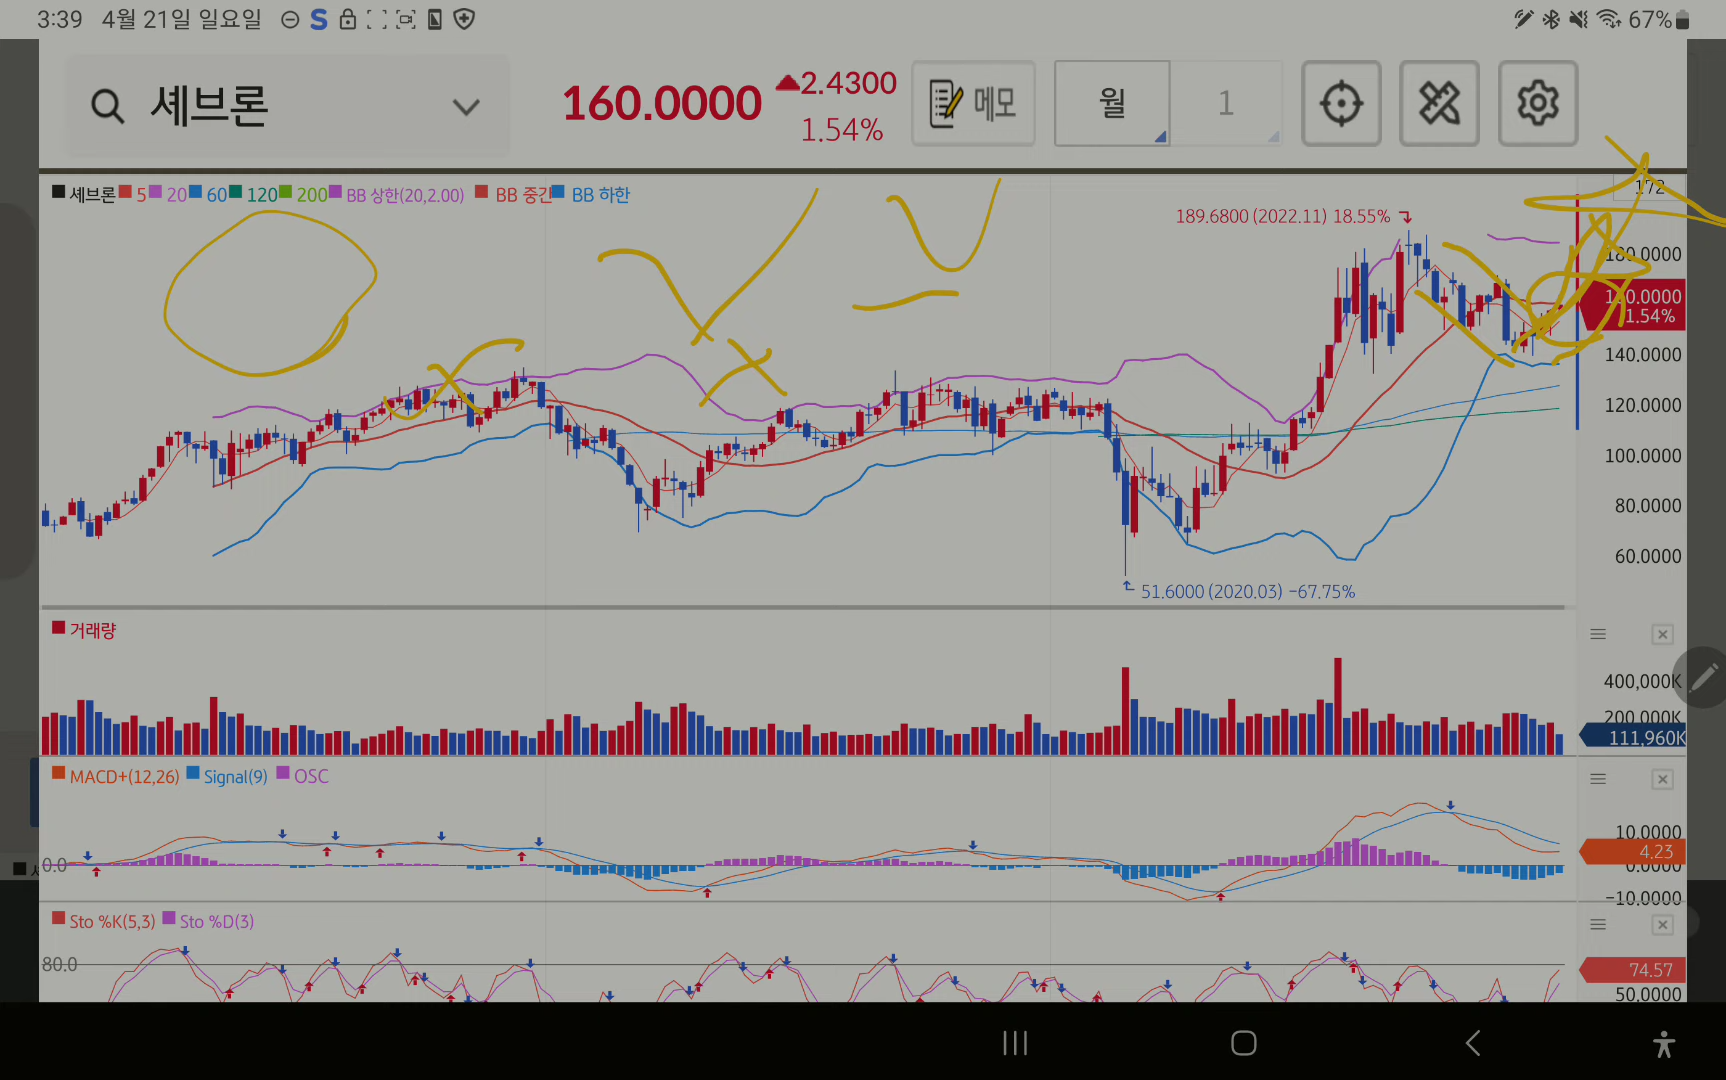 3:39 4월 21일 일요일 S 67%
셰브론 160.0000 ▲2.4300 메모 월 1
1.54%
셰브론 5 20 60 120 200 BB 상한(20,2.00) BB 중간 BB 하한
172
189.6800 (2022.11) 18.55%
180.0000
160.0000
1.54%
140.0000
120.0000
100.0000
80.0000
60.0000
51.6000 (2020.03) -67.75%
거래량
400,000K
200,000K
111,960K
MACD+(12,26) Signal(9) OSC
10.0000
4.23
0.0
0.0000
-10.0000
Sto %K(5,3) Sto %D(3)
80.0
74.57
50.0000